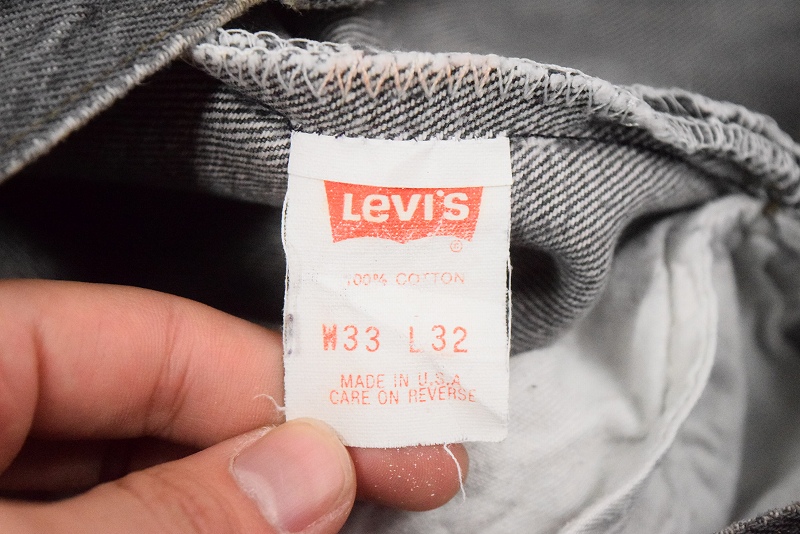 Levi's
®
100% COTTON
W33 L32
MADE IN U.S.A
CARE ON REVERSE